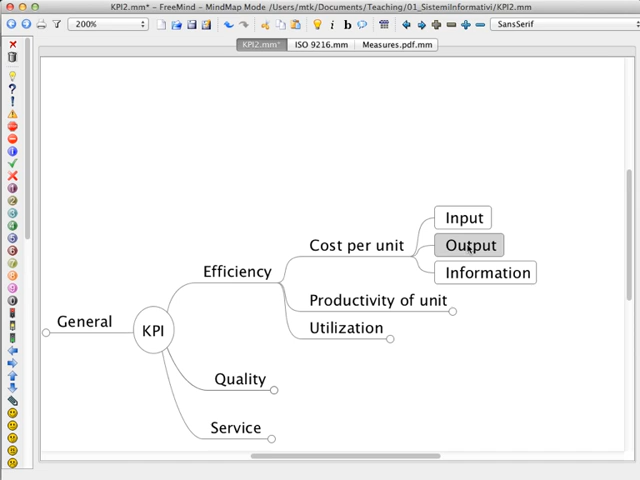 KPI2.mm* - FreeMind - MindMap Mode /Users/mtk/Documents/Teaching/01_SistemiInformativi/KPI2.mm
200%
SansSerif
KPI2.mm*
ISO 9216.mm
Measures.pdf.mm
Input
Cost per unit
Output
Efficiency
Information
Productivity of unit
General
KPI
Utilization
Quality
Service